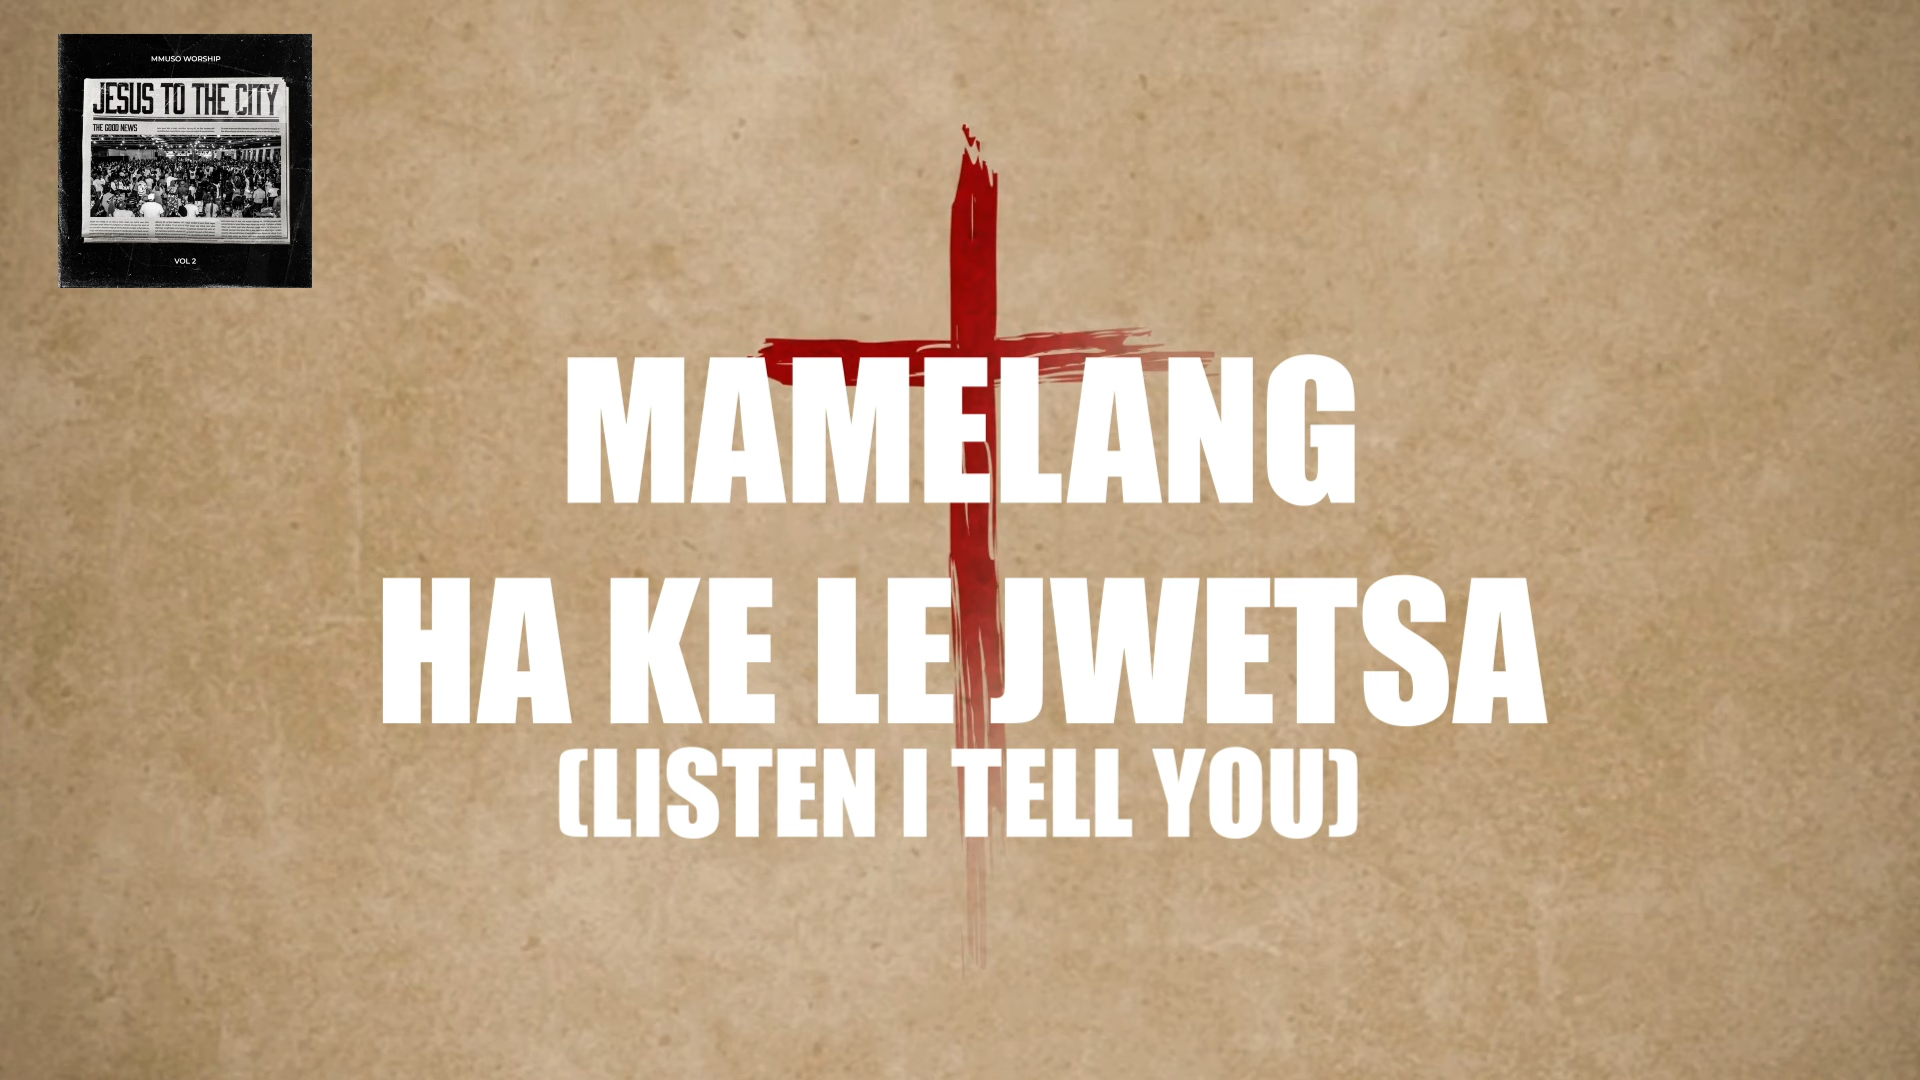 MMUSO WORSHIP
JESUS TO THE CITY
THE GOOD NEWS
VOL 2
MAMELANG
HA KE LE JWETSA
(LISTEN I TELL YOU)